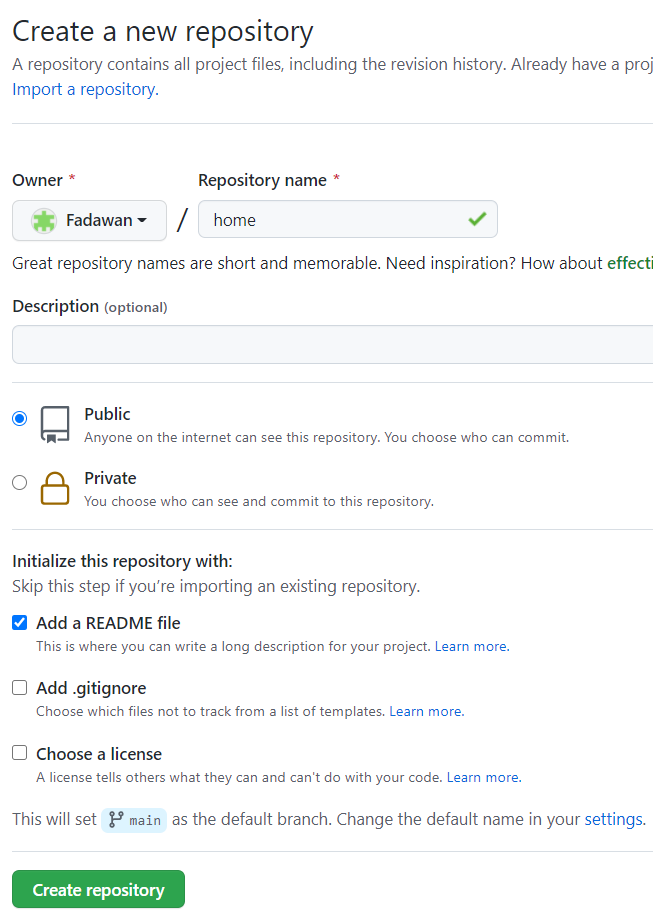 Create a new repository
A repository contains all project files, including the revision history. Already have a proj
Import a repository.
Owner *
Repository name *
Fadawan
/
home
Great repository names are short and memorable. Need inspiration? How about effecti
Description (optional)
Public
Anyone on the internet can see this repository. You choose who can commit.
Private
You choose who can see and commit to this repository.
Initialize this repository with:
Skip this step if you're importing an existing repository.
Add a README file
This is where you can write a long description for your project. Learn more.
Add .gitignore
Choose which files not to track from a list of templates. Learn more.
Choose a license
A license tells others what they can and can't do with your code. Learn more.
This will set main as the default branch. Change the default name in your settings.
Create repository